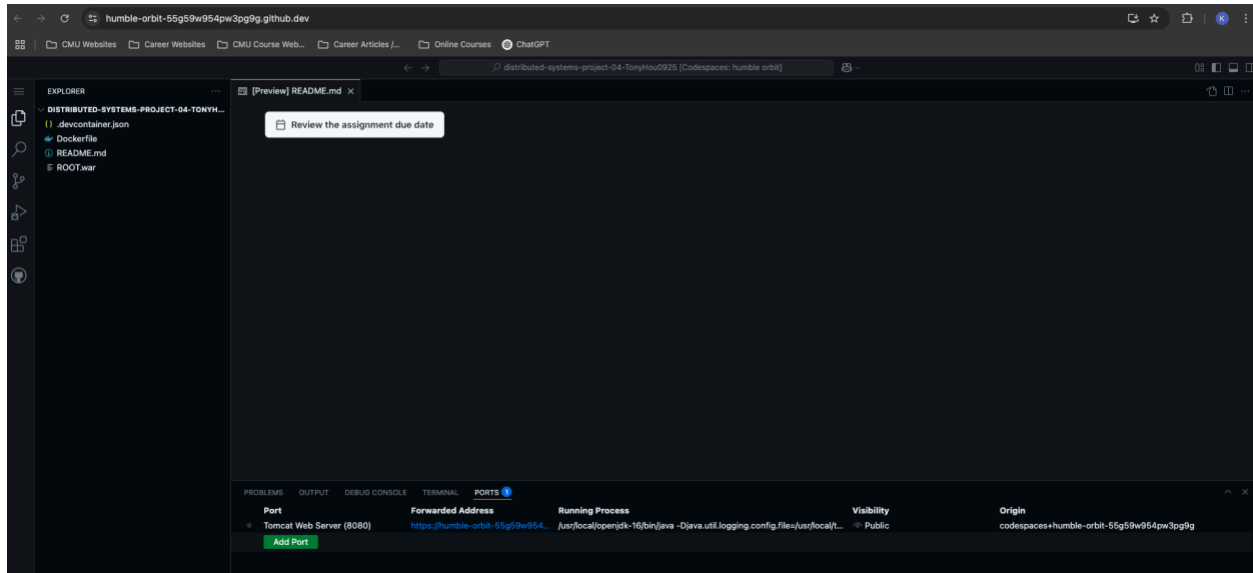 humble-orbit-55g59w954pw3pg9g.github.dev
K
CMU Websites Career Websites CMU Course Web... Career Articles /... Online Courses ChatGPT
distributed-systems-project-04-TonyHou0925 [Codespaces: humble orbit]
EXPLORER
[Preview] README.md
DISTRIBUTED-SYSTEMS-PROJECT-04-TONYH...
.devcontainer.json
Dockerfile
README.md
ROOT.war
Review the assignment due date
PROBLEMS OUTPUT DEBUG CONSOLE TERMINAL PORTS 1
Port Forwarded Address Running Process Visibility Origin
Tomcat Web Server (8080) https://humble-orbit-55g59w954... /usr/local/openjdk-16/bin/java -Djava.util.logging.config.file=/usr/local/t... Public codespaces+humble-orbit-55g59w954pw3pg9g
Add Port